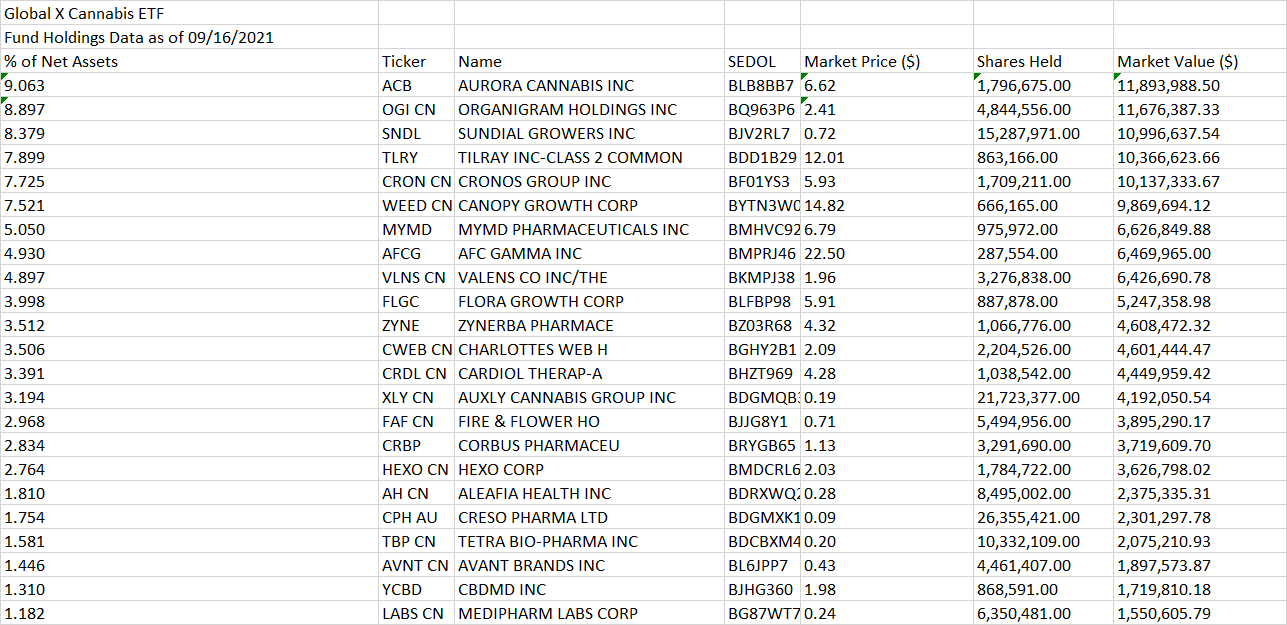 Global X Cannabis ETF
Fund Holdings Data as of 09/16/2021
% of Net Assets Ticker Name SEDOL Market Price ($) Shares Held Market Value ($)
9.063 ACB AURORA CANNABIS INC BLB8BB7 6.62 1,796,675.00 11,893,988.50
8.897 OGI CN ORGANIGRAM HOLDINGS INC BQ963P6 2.41 4,844,556.00 11,676,387.33
8.379 SNDL SUNDIAL GROWERS INC BJV2RL7 0.72 15,287,971.00 10,996,637.54
7.899 TLRY TILRAY INC-CLASS 2 COMMON BDD1B29 12.01 863,166.00 10,366,623.66
7.725 CRON CN CRONOS GROUP INC BF01YS3 5.93 1,709,211.00 10,137,333.67
7.521 WEED CN CANOPY GROWTH CORP BYTN3W0 14.82 666,165.00 9,869,694.12
5.050 MYMD MYMD PHARMACEUTICALS INC BMHVC92 6.79 975,972.00 6,626,849.88
4.930 AFCG AFC GAMMA INC BMPRJ46 22.50 287,554.00 6,469,965.00
4.897 VLNS CN VALENS CO INC/THE BKMPJ38 1.96 3,276,838.00 6,426,690.78
3.998 FLGC FLORA GROWTH CORP BLFBP98 5.91 887,878.00 5,247,358.98
3.512 ZYNE ZYNERBA PHARMACE BZ03R68 4.32 1,066,776.00 4,608,472.32
3.506 CWEB CN CHARLOTTES WEB H BGHY2B1 2.09 2,204,526.00 4,601,444.47
3.391 CRDL CN CARDIOL THERAP-A BHZT969 4.28 1,038,542.00 4,449,959.42
3.194 XLY CN AUXLY CANNABIS GROUP INC 0.19 21,723,377.00 4,192,050.54
2.968 FAF CN FIRE & FLOWER HO BJJG8Y1 0.71 5,494,956.00 3,895,290.17
2.834 CRBP CORBUS PHARMACEU BRYGB65 1.13 3,291,690.00 3,719,609.70
2.764 HEXO CN HEXO CORP BMDCRL6 2.03 1,784,722.00 3,626,798.02
1.810 AH CN ALEAFIA HEALTH INC 0.28 8,495,002.00 2,375,335.31
1.754 CPH AU CRESO PHARMA LTD BDGMXK1 0.09 26,355,421.00 2,301,297.78
1.581 TBP CN TETRA BIO-PHARMA INC BDCBXM4 0.20 10,332,109.00 2,075,210.93
1.446 AVNT CN AVANT BRANDS INC BL6JPP7 0.43 4,461,407.00 1,897,573.87
1.310 YCBD CBDMD INC BJHG360 1.98 868,591.00 1,719,810.18
1.182 LABS CN MEDIPHARM LABS CORP BG87WT7 0.24 6,350,481.00 1,550,605.79